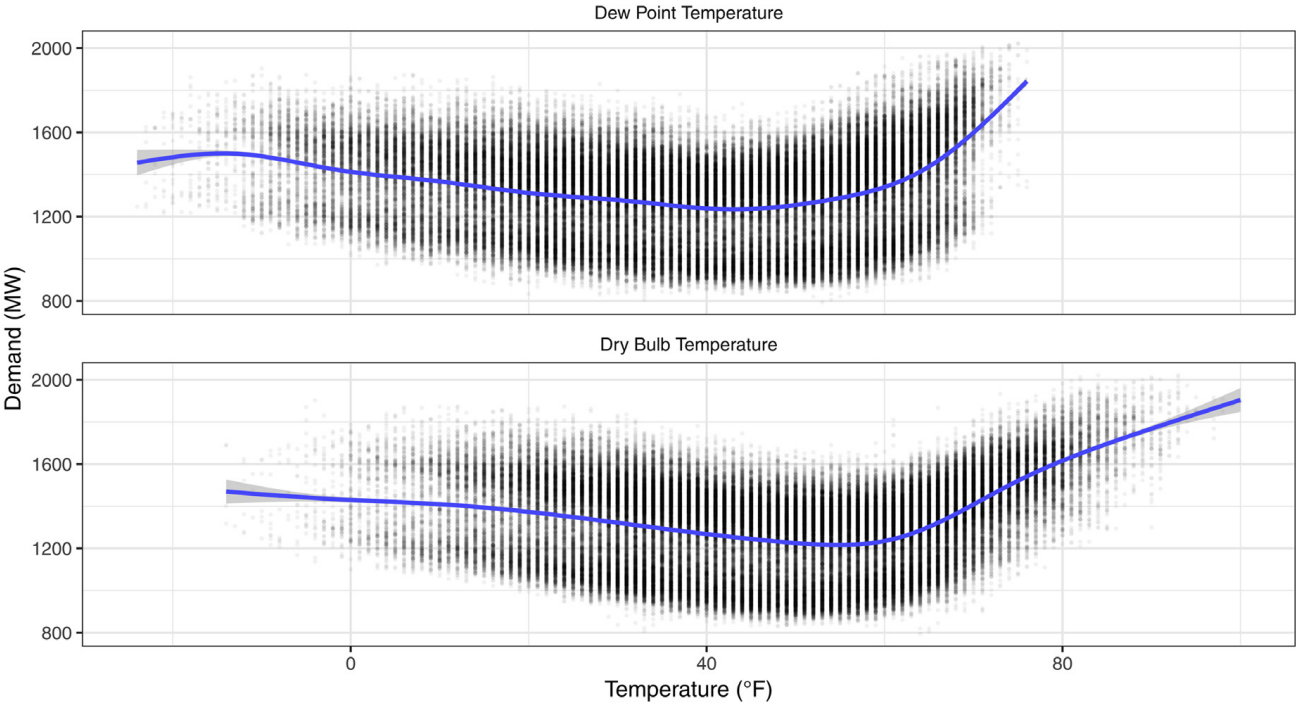 Dew Point Temperature
2000
1600
1200
800
Dry Bulb Temperature
2000
1600
1200
800
0 40 80
Temperature (°F)
Demand (MW)